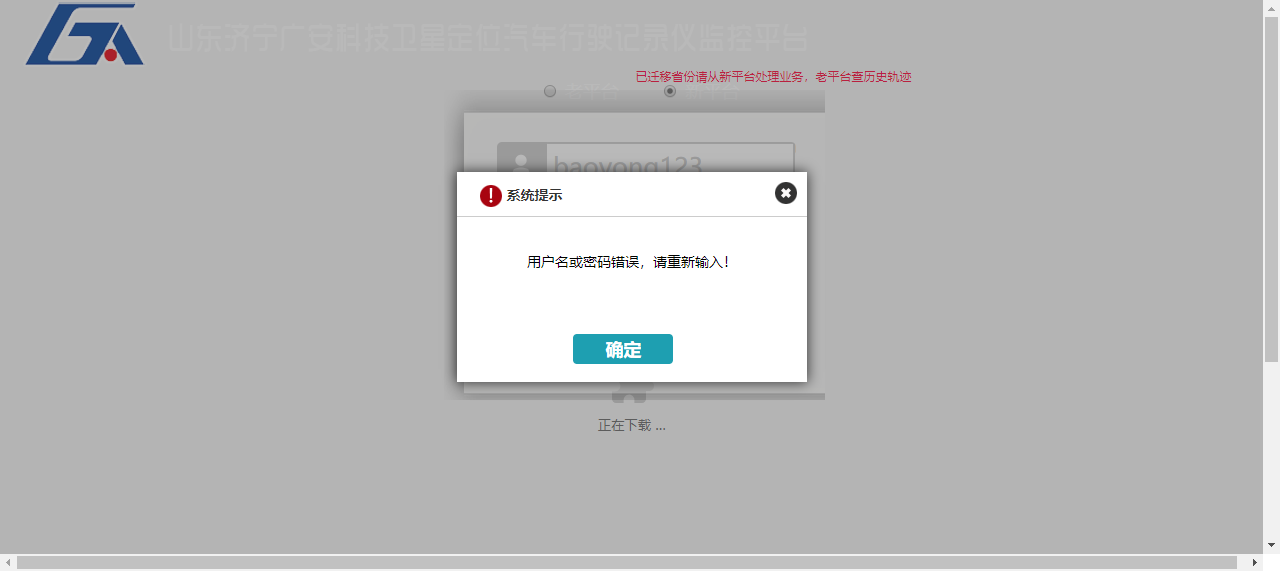 山东济宁广安科技卫星定位汽车行驶记录仪监控平台
已迁移省份请从新平台处理业务，老平台查历史轨迹
baoyong123
系统提示
用户名或密码错误，请重新输入！
确定
正在下载 ...